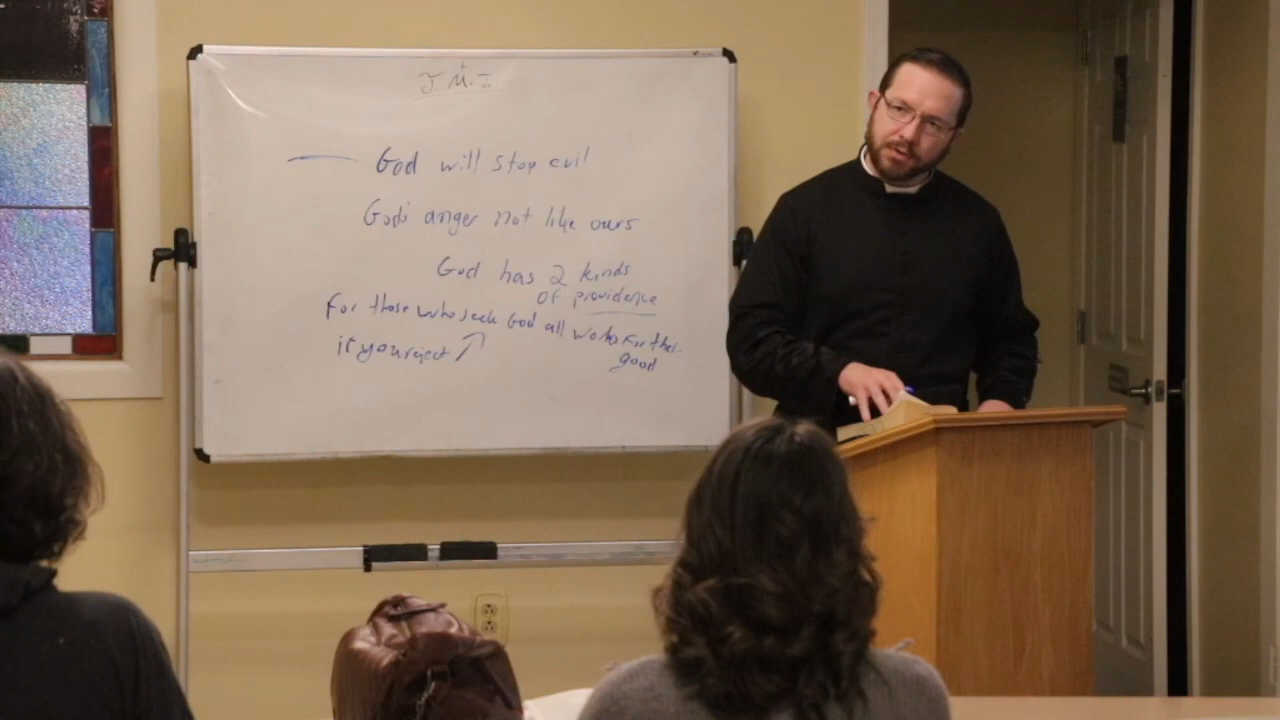 J. M. J.
God will stop evil
God's anger not like ours
God has 2 kinds
of providence
For those who seek God all works for their
good
if you reject ↗